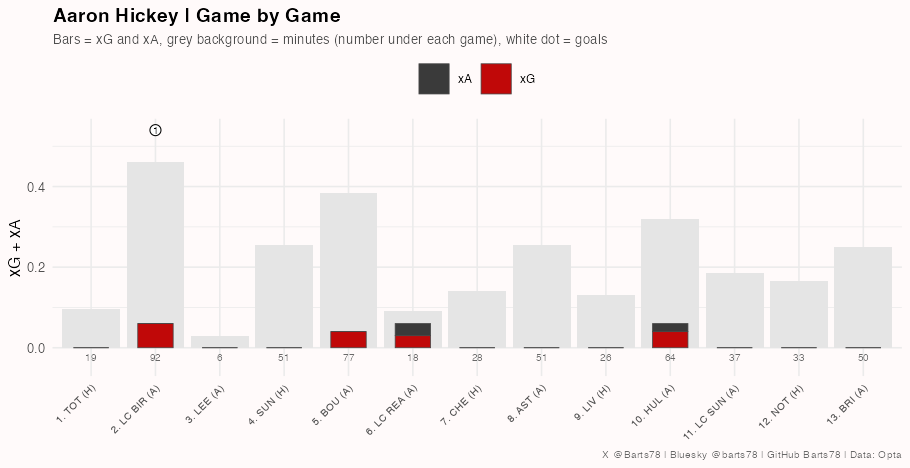 Aaron Hickey | Game by Game
Bars = xG and xA, grey background = minutes (number under each game), white dot = goals
xA xG
1
xG + xA
0.4
0.2
0.0
19 92 6 51 77 18 28 51 26 64 37 33 50
1. TOT (H)
2. LC BIR (A)
3. LEE (A)
4. SUN (H)
5. BOU (A)
6. LC REA (A)
7. CHE (H)
8. AST (A)
9. LIV (H)
10. HUL (A)
11. LC SUN (A)
12. NOT (H)
13. BRI (A)
X @Barts78 | Bluesky @barts78 | GitHub Barts78 | Data: Opta